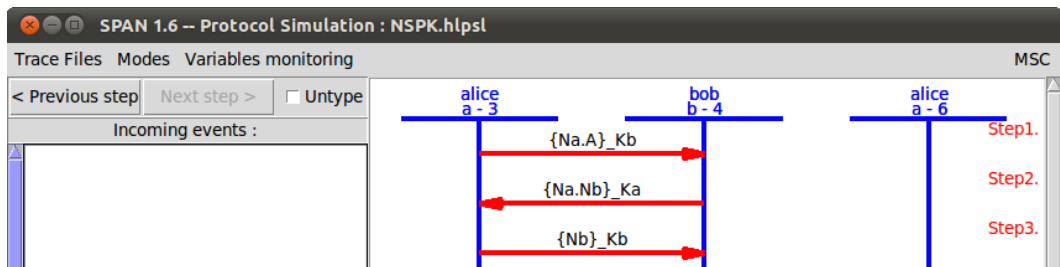 SPAN 1.6 -- Protocol Simulation : NSPK.hlpsl
Trace Files Modes Variables monitoring MSC
< Previous step Next step > Untype
Incoming events :
alice bob alice
a - 3 b - 4 a - 6
Step1.
{Na.A}_Kb
Step2.
{Na.Nb}_Ka
Step3.
{Nb}_Kb